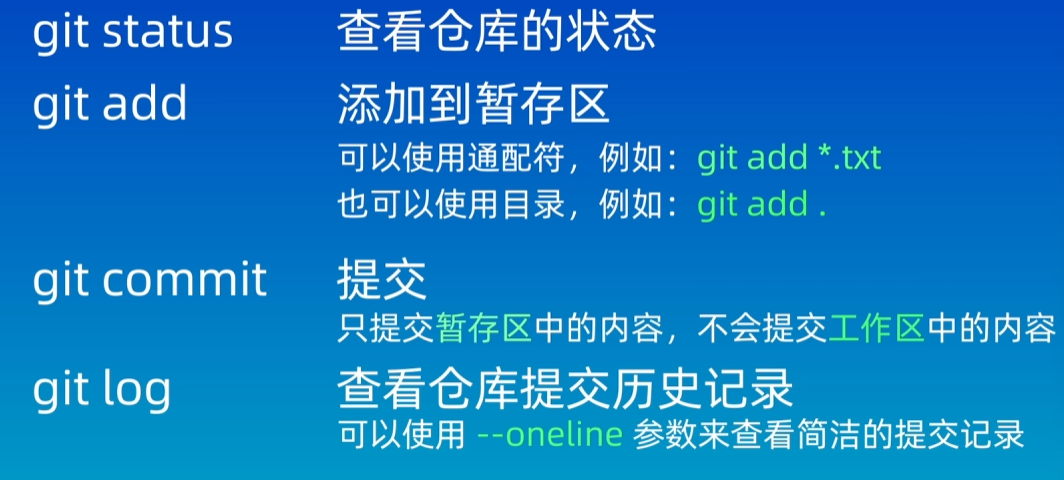 git status 查看仓库的状态
git add 添加到暂存区
可以使用通配符，例如：git add *.txt
也可以使用目录，例如：git add .
git commit 提交
只提交暂存区中的内容，不会提交工作区中的内容
git log 查看仓库提交历史记录
可以使用 --oneline 参数来查看简洁的提交记录